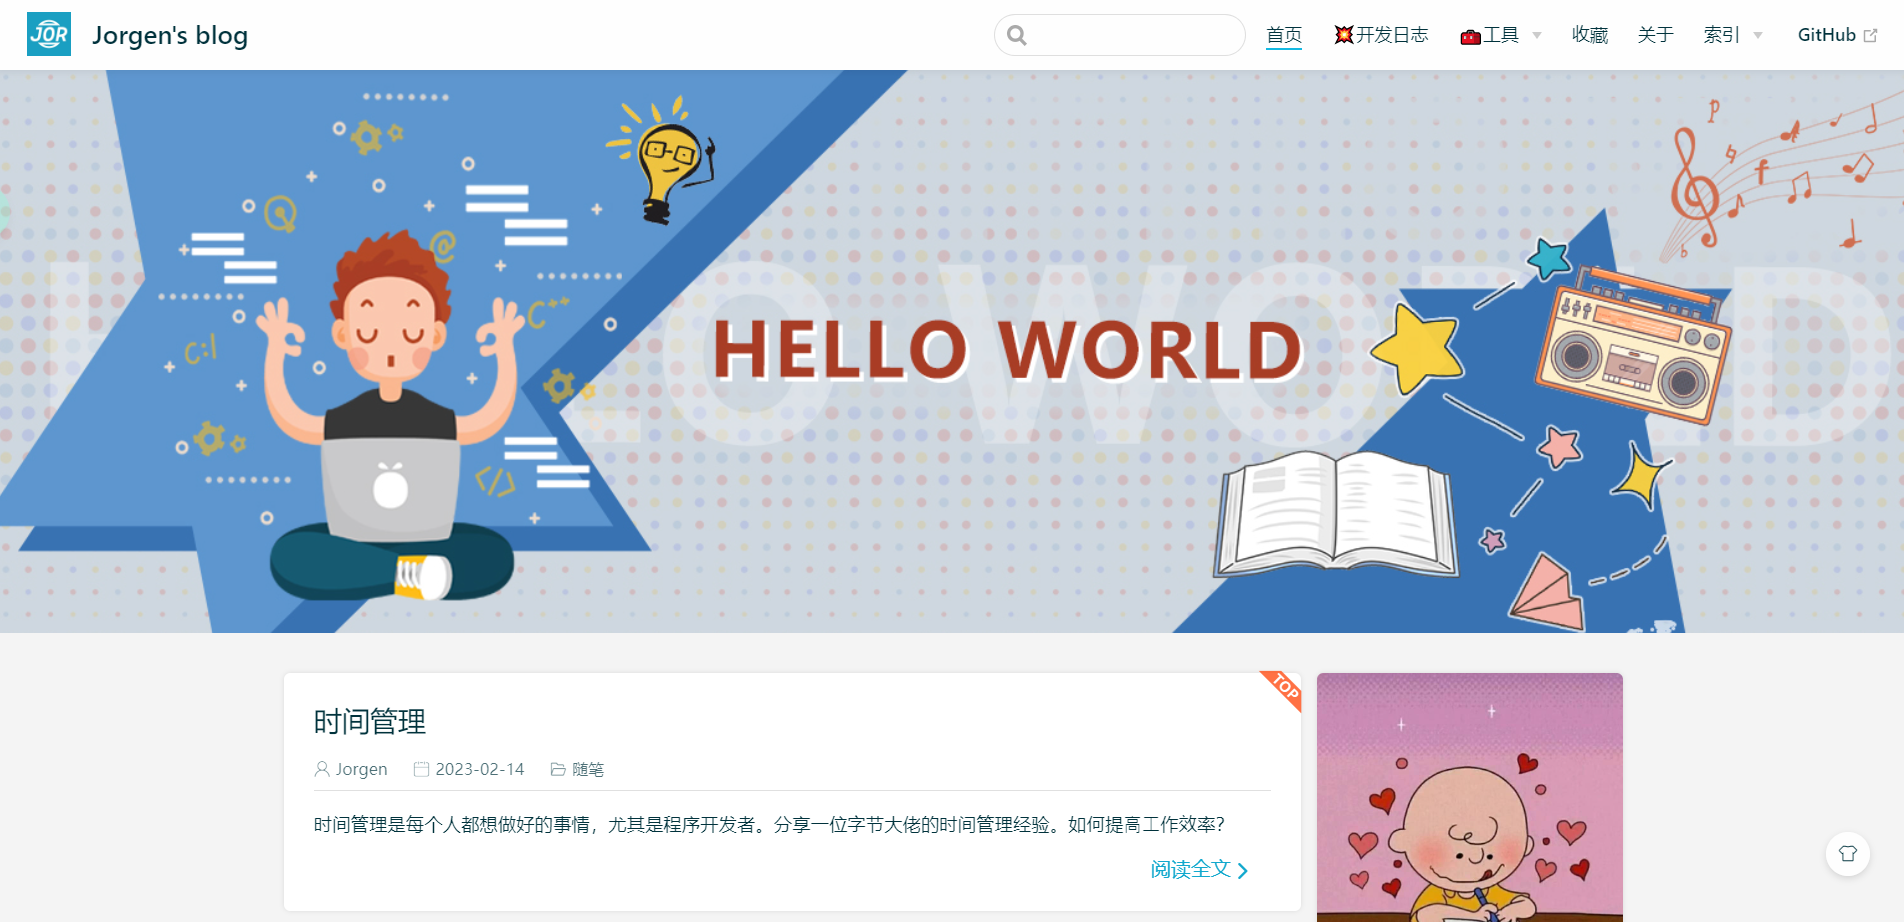 JOR Jorgen's blog 首页 💥开发日志 🧰工具 收藏 关于 索引 GitHub
@
C++
C:\
HELLO WORLD
LO WORLD
</>
TOP
时间管理
Jorgen 2023-02-14 随笔
时间管理是每个人都想做好的事情，尤其是程序开发者。分享一位字节大佬的时间管理经验。如何提高工作效率？
阅读全文